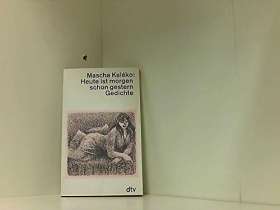 Mascha Kaléko:
Heute ist morgen
schon gestern
Gedichte
dtv